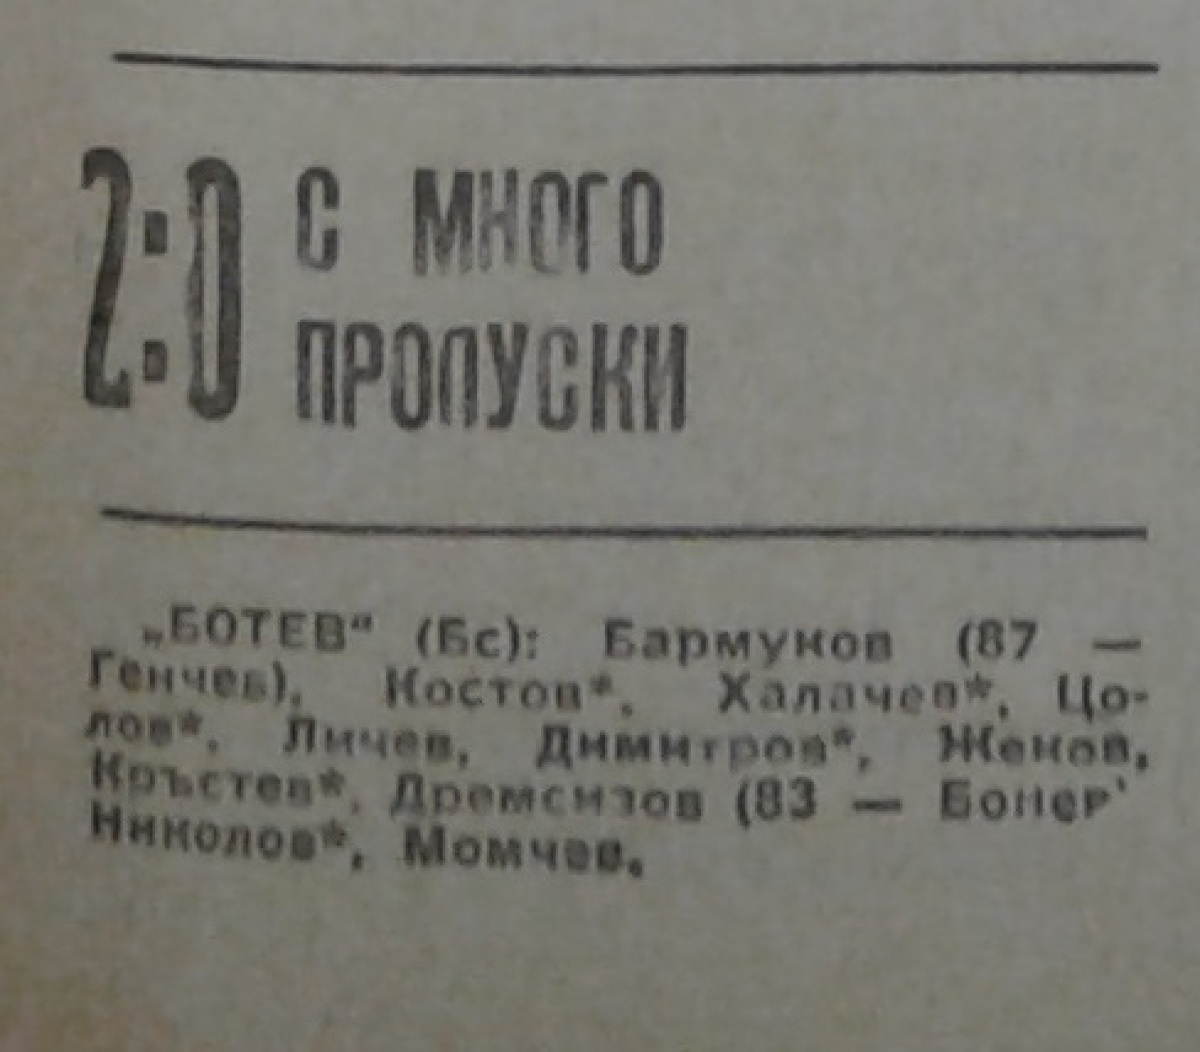 2:0 С МНОГО
ПРОПУСКИ
„БОТЕВ“ (Бс): Бармуков (87 —
Генчев), Костов*, Халачев*, Цо-
лов*, Личев, Димитров*, Женов,
Кръстев*, Дремсизов (83 —
Николов*, Момчев.